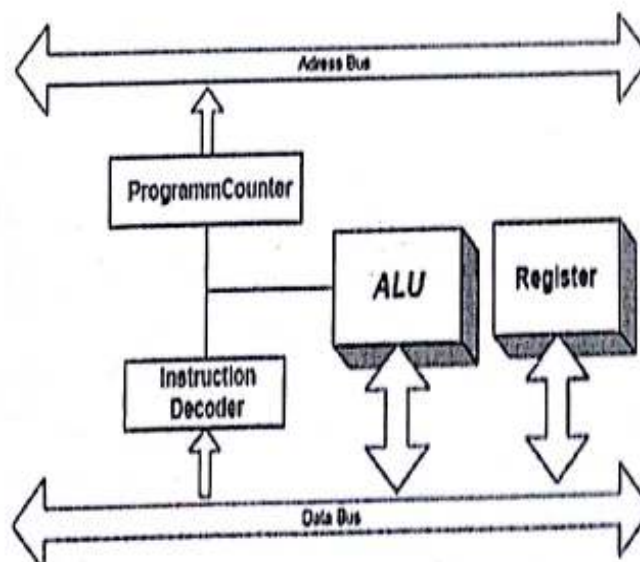 Adress Bus
ProgrammCounter
ALU
Register
Instruction
Decoder
Data Bus